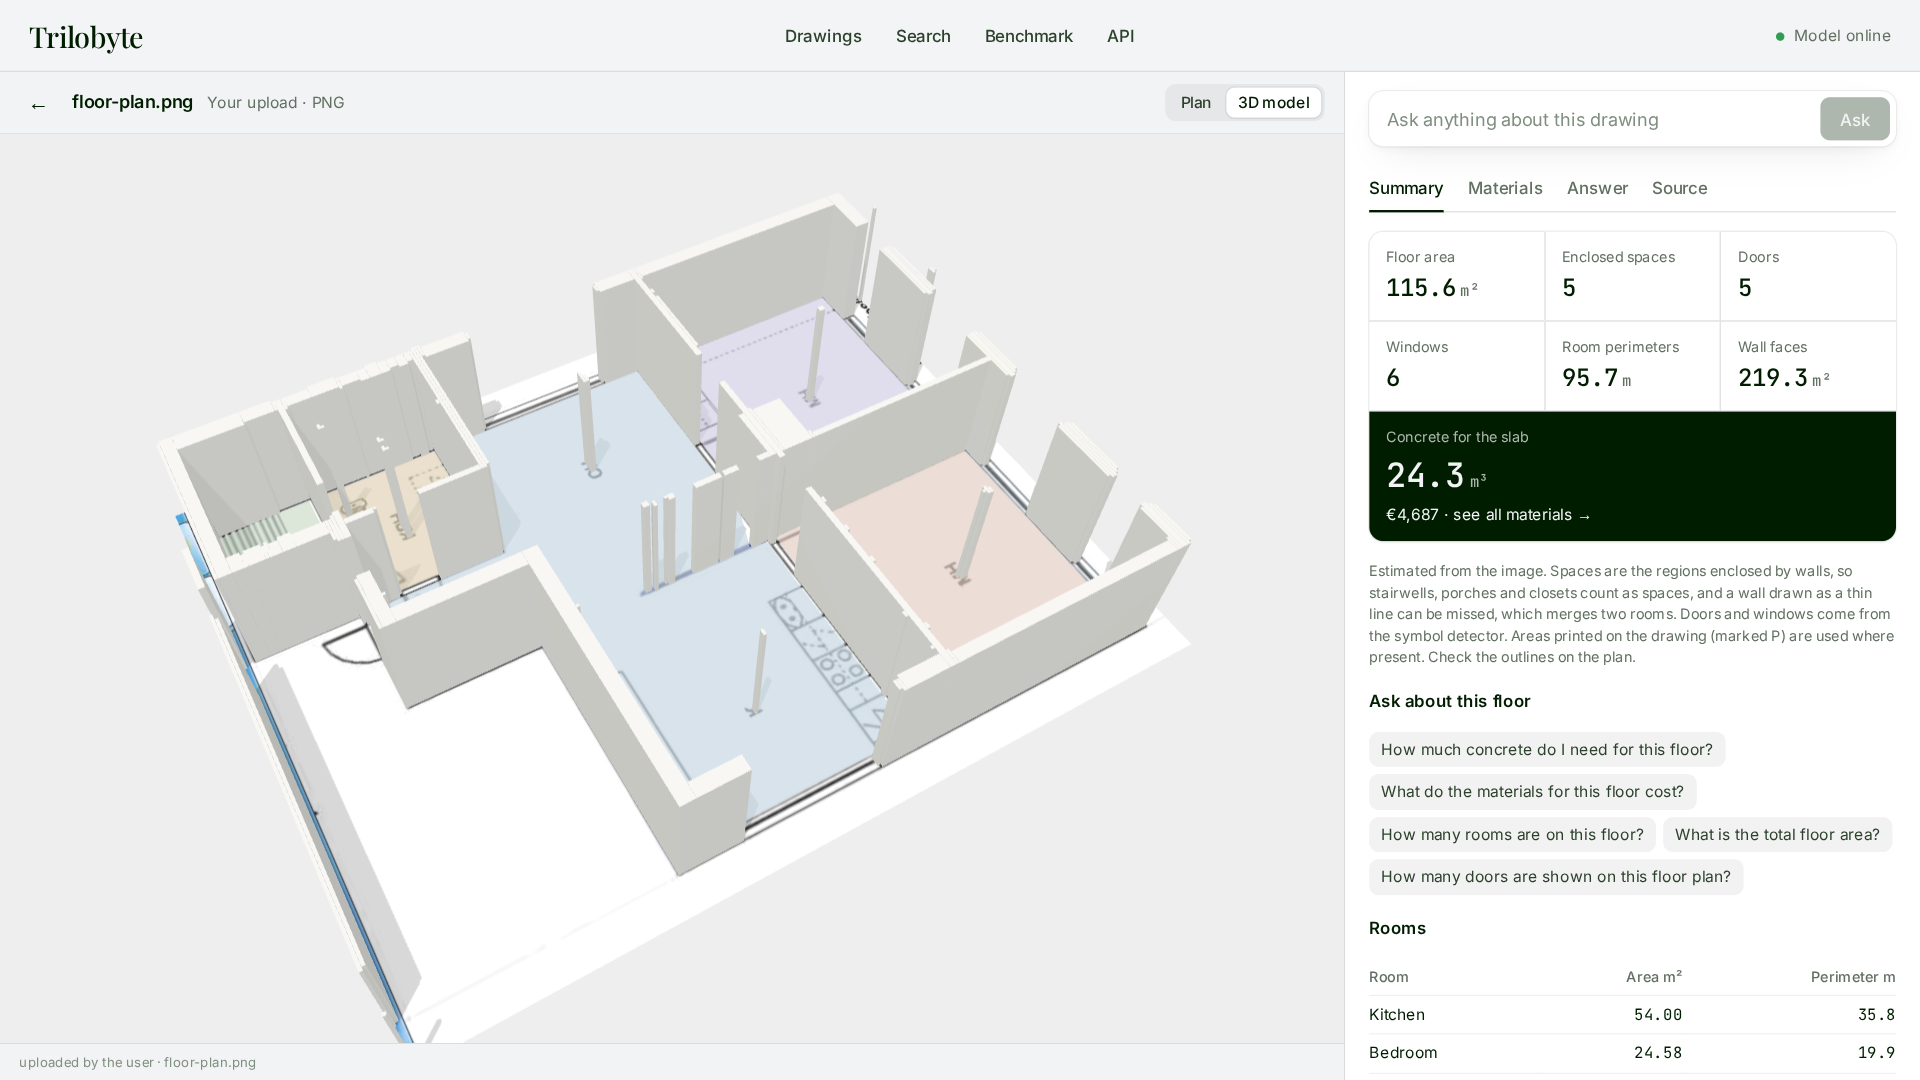 Trilobyte
Drawings Search Benchmark API
Model online
← floor-plan.png Your upload · PNG
Plan 3D model
Ask anything about this drawing
Ask
Summary Materials Answer Source
Floor area Enclosed spaces Doors
115.6 m² 5 5
Windows Room perimeters Wall faces
6 95.7 m 219.3 m²
Concrete for the slab
24.3 m³
€4,687 · see all materials →
Estimated from the image. Spaces are the regions enclosed by walls, so
stairwells, porches and closets count as spaces, and a wall drawn as a thin
line can be missed, which merges two rooms. Doors and windows come from
the symbol detector. Areas printed on the drawing (marked P) are used where
present. Check the outlines on the plan.
Ask about this floor
How much concrete do I need for this floor?
What do the materials for this floor cost?
How many rooms are on this floor? What is the total floor area?
How many doors are shown on this floor plan?
Rooms
Room Area m² Perimeter m
Kitchen 54.00 35.8
Bedroom 24.58 19.9
uploaded by the user · floor-plan.png